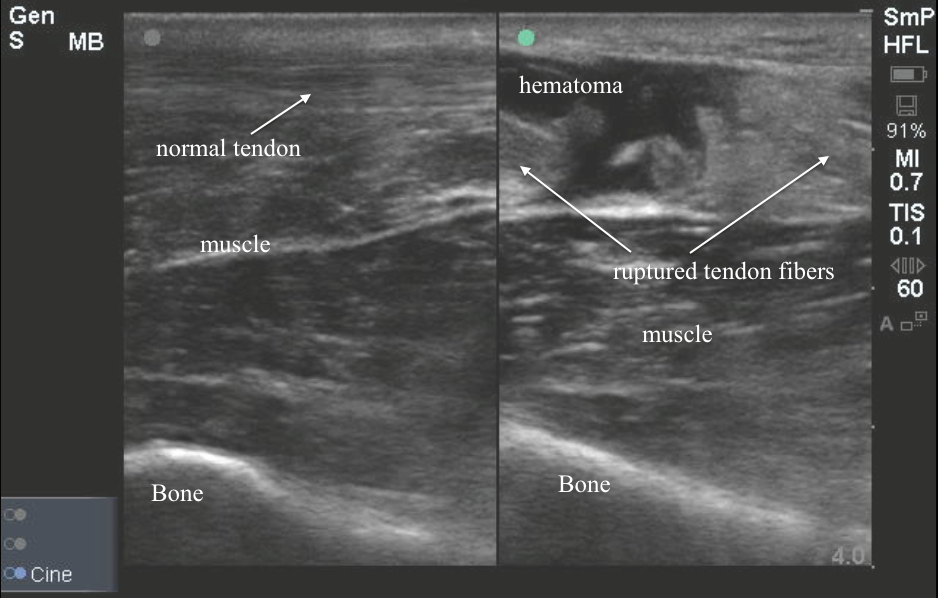 Gen
S MB
SmP
HFL
91%
MI
0.7
TIS
0.1
60
A
hematoma
normal tendon
muscle
ruptured tendon fibers
muscle
Bone
Bone
4.0
Cine